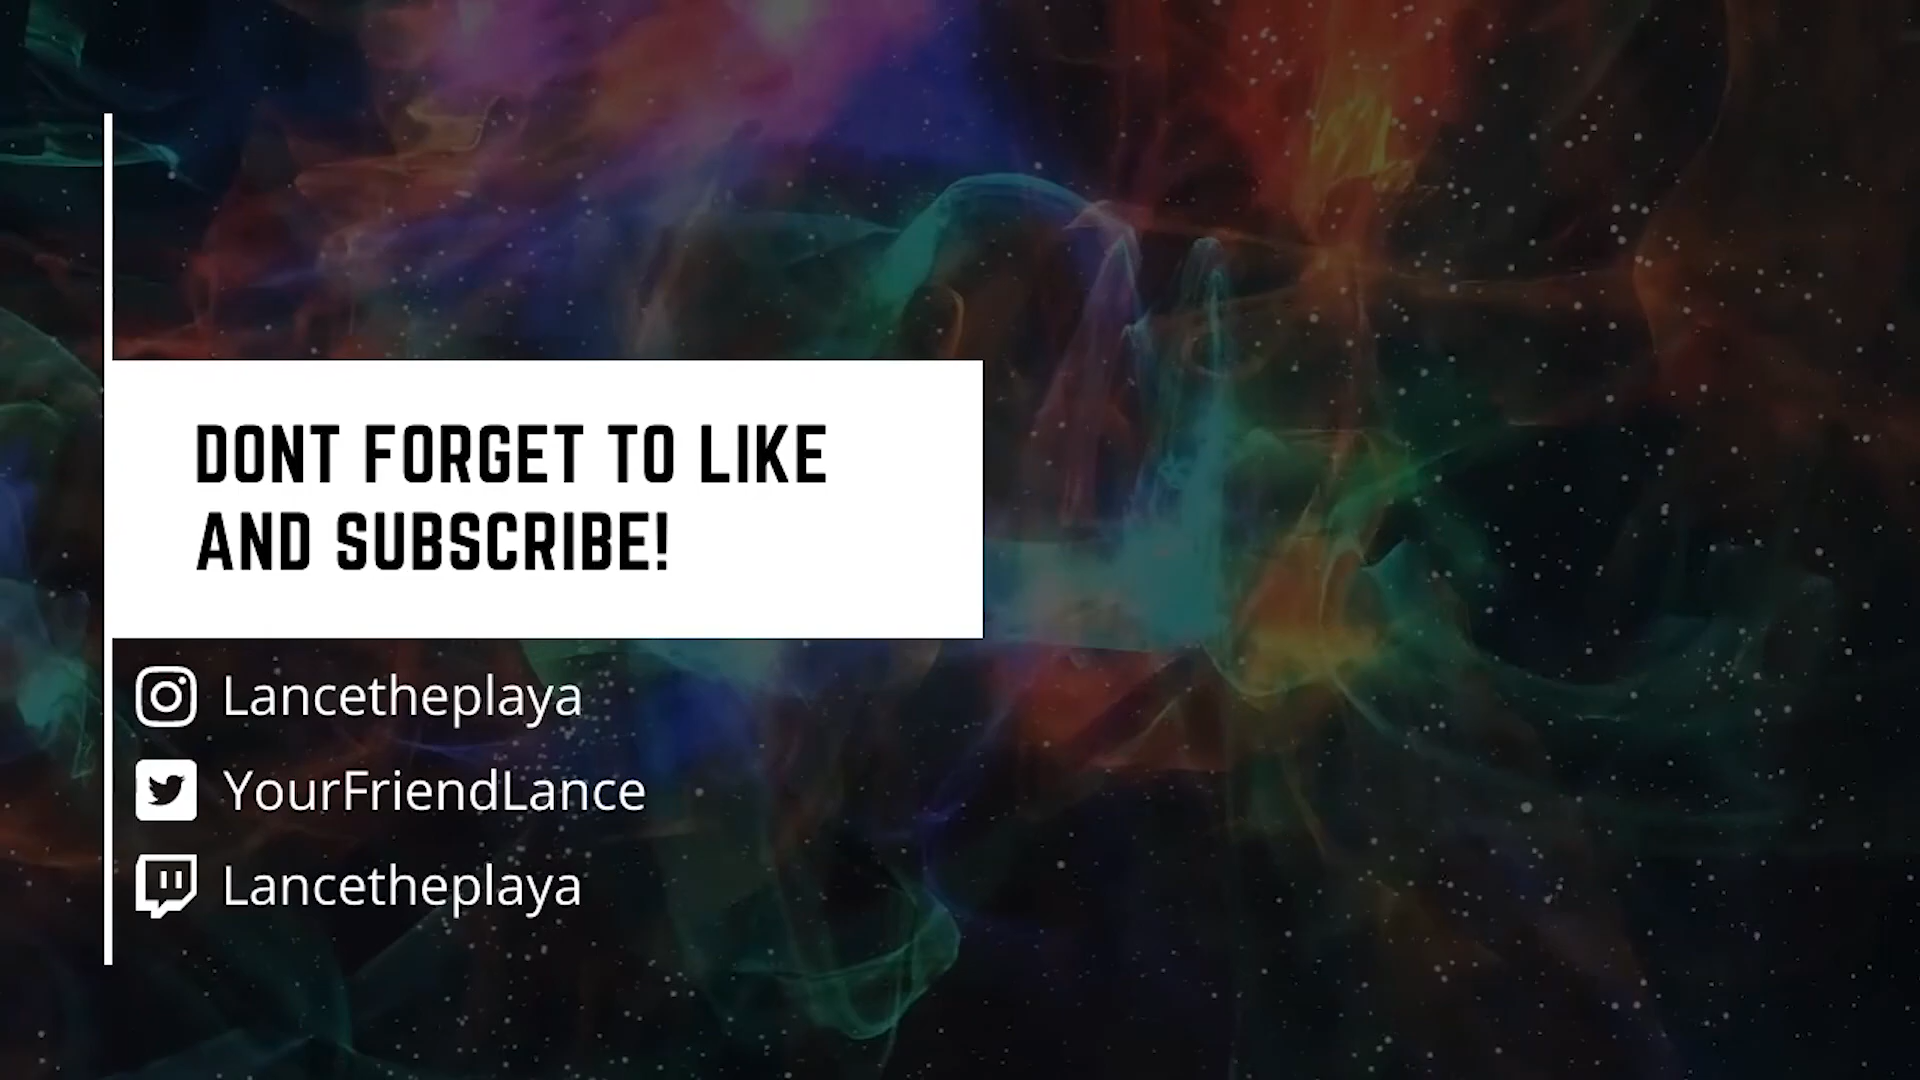 DONT FORGET TO LIKE
AND SUBSCRIBE!
Lancetheplaya
YourFriendLance
Lancetheplaya